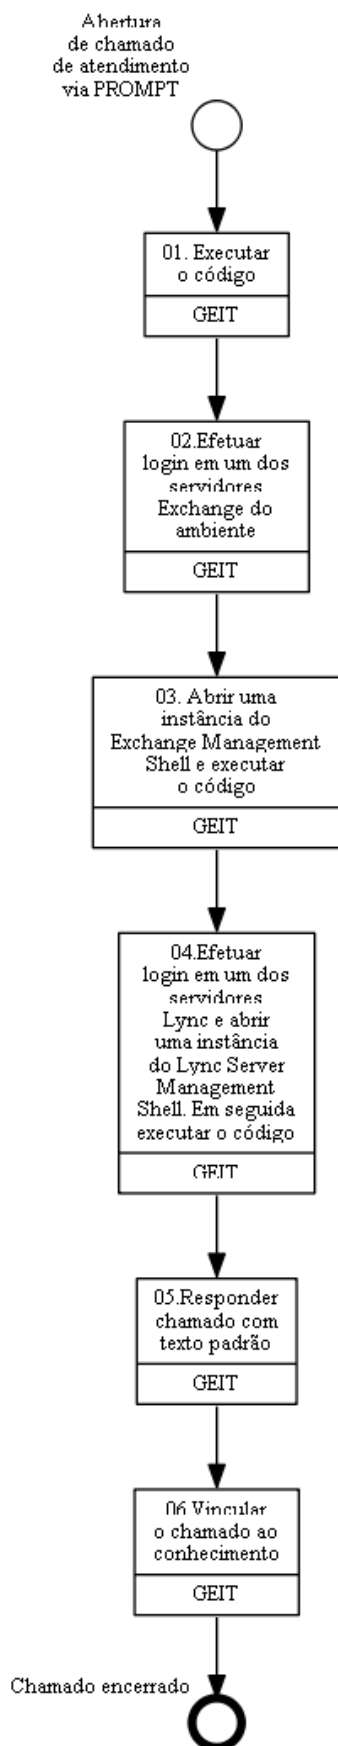 Abertura
de chamado
de atendimento
via PROMPT
01. Executar
o código
GEIT
02.Efetuar
login em um dos
servidores
Exchange do
ambiente
GEIT
03. Abrir uma
instância do
Exchange Management
Shell e executar
o código
GEIT
04.Efetuar
login em um dos
servidores
Lync e abrir
uma instância
do Lync Server
Management
Shell. Em seguida
executar o código
GEIT
05.Responder
chamado com
texto padrão
GEIT
06.Vincular
o chamado ao
conhecimento
GEIT
Chamado encerrado